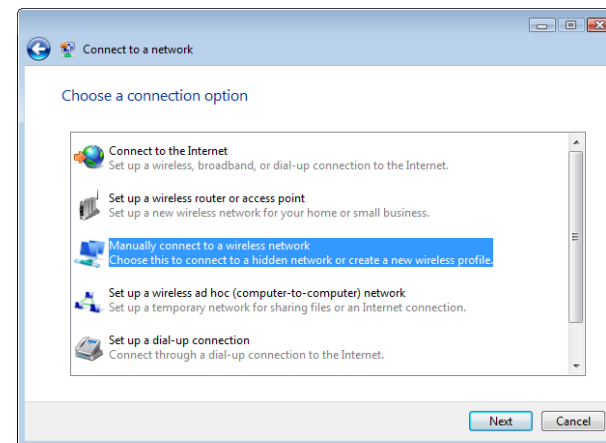 Connect to a network
Choose a connection option
Connect to the Internet
Set up a wireless, broadband, or dial-up connection to the Internet.
Set up a wireless router or access point
Set up a new wireless network for your home or small business.
Manually connect to a wireless network
Choose this to connect to a hidden network or create a new wireless profile.
Set up a wireless ad hoc (computer-to-computer) network
Set up a temporary network for sharing files or an Internet connection.
Set up a dial-up connection
Connect through a dial-up connection to the Internet.
Next Cancel